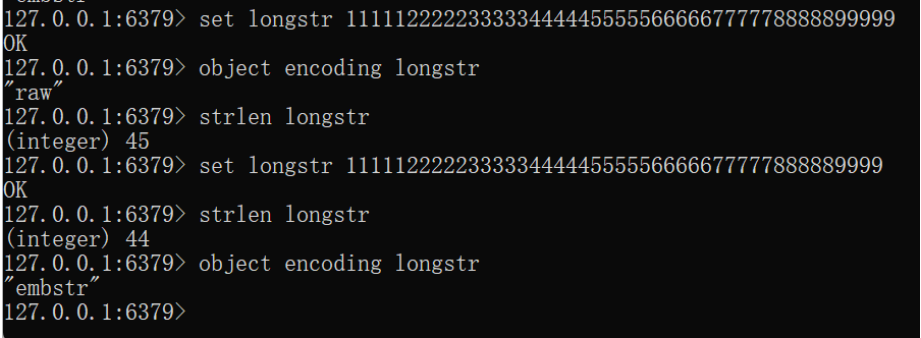 127.0.0.1:6379> set longstr 111112222233333444445555566666777778888899999
OK
127.0.0.1:6379> object encoding longstr
"raw"
127.0.0.1:6379> strlen longstr
(integer) 45
127.0.0.1:6379> set longstr 11111222223333344444555556666677777888889999
OK
127.0.0.1:6379> strlen longstr
(integer) 44
127.0.0.1:6379> object encoding longstr
"embstr"
127.0.0.1:6379>